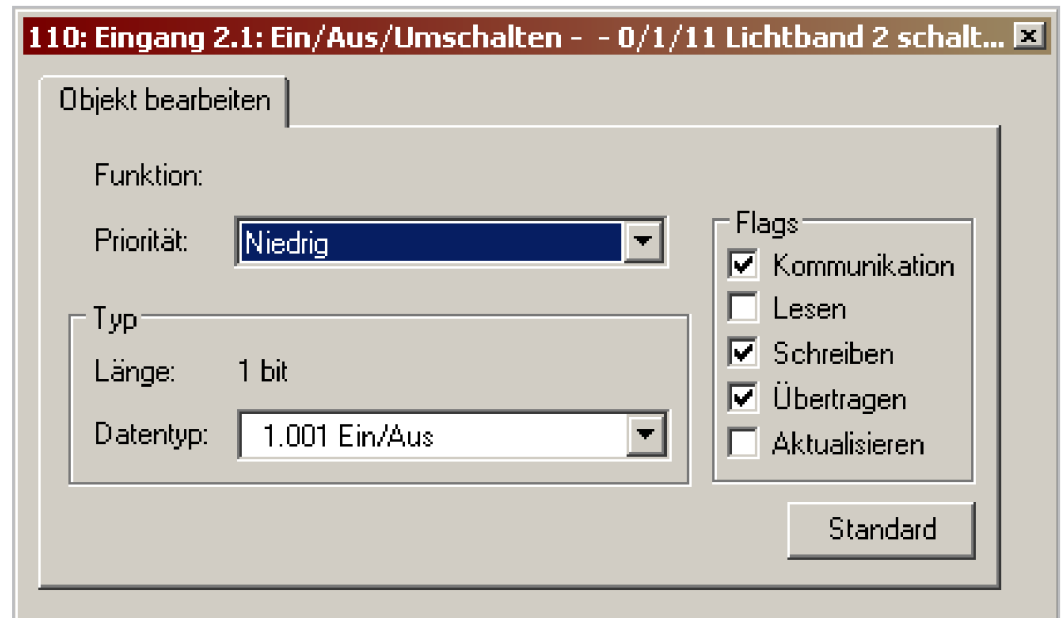 110: Eingang 2.1: Ein/Aus/Umschalten - - 0/1/11 Lichtband 2 schalt...
Objekt bearbeiten
Funktion:
Priorität: Niedrig
Typ
Länge: 1 bit
Datentyp: 1.001 Ein/Aus
Flags
Kommunikation
Lesen
Schreiben
Übertragen
Aktualisieren
Standard